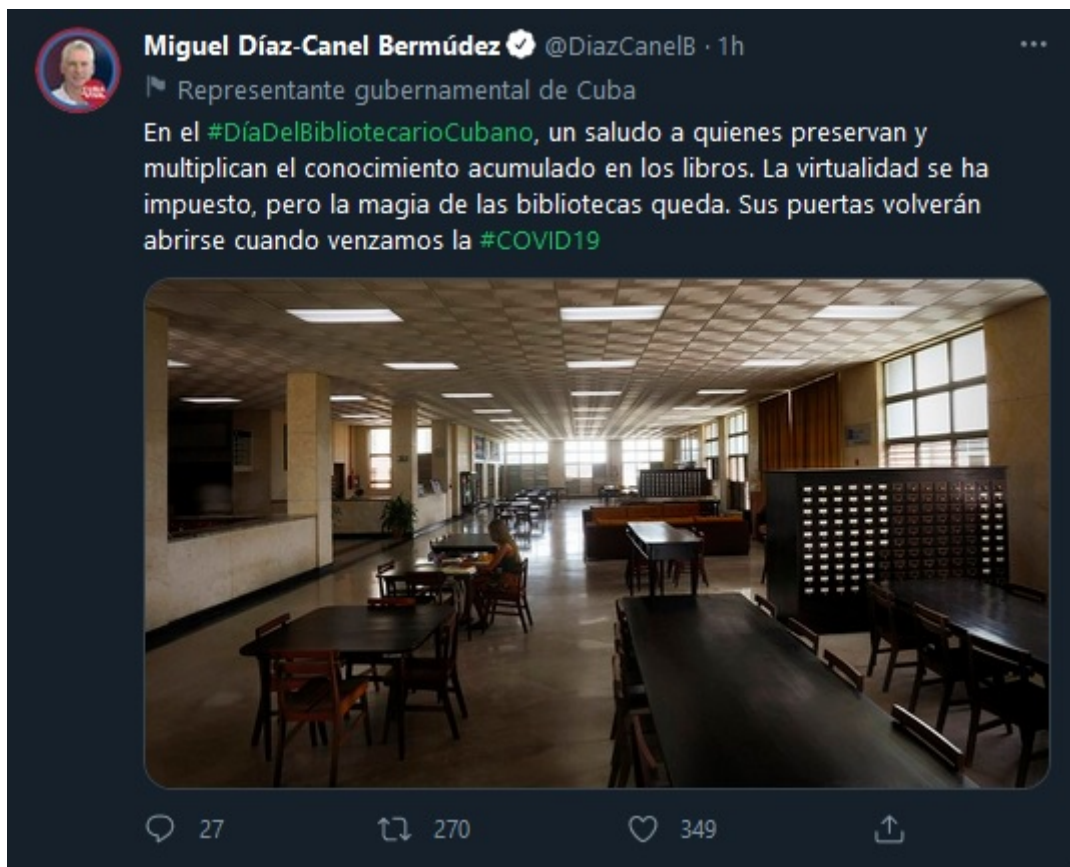 Miguel Díaz-Canel Bermúdez @DiazCanelB · 1h
Representante gubernamental de Cuba
En el #DíaDelBibliotecarioCubano, un saludo a quienes preservan y
multiplican el conocimiento acumulado en los libros. La virtualidad se ha
impuesto, pero la magia de las bibliotecas queda. Sus puertas volverán
abrirse cuando venzamos la #COVID19
27 270 349